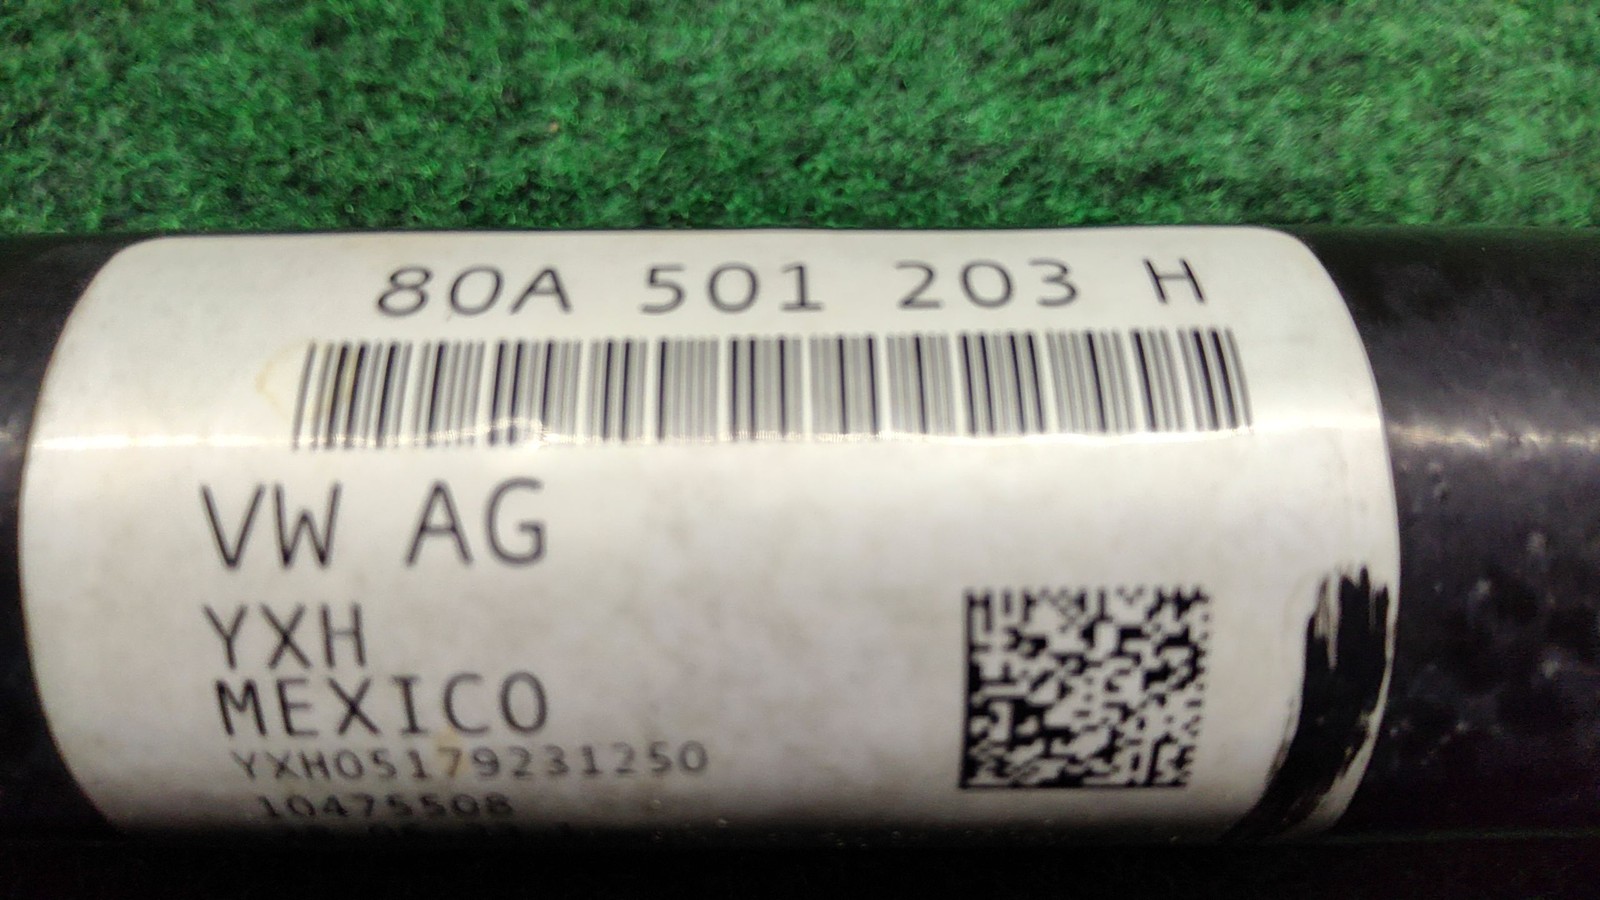 80A 501 203 H
VW AG
YXH
MEXICO
YXH05179231250
10475508